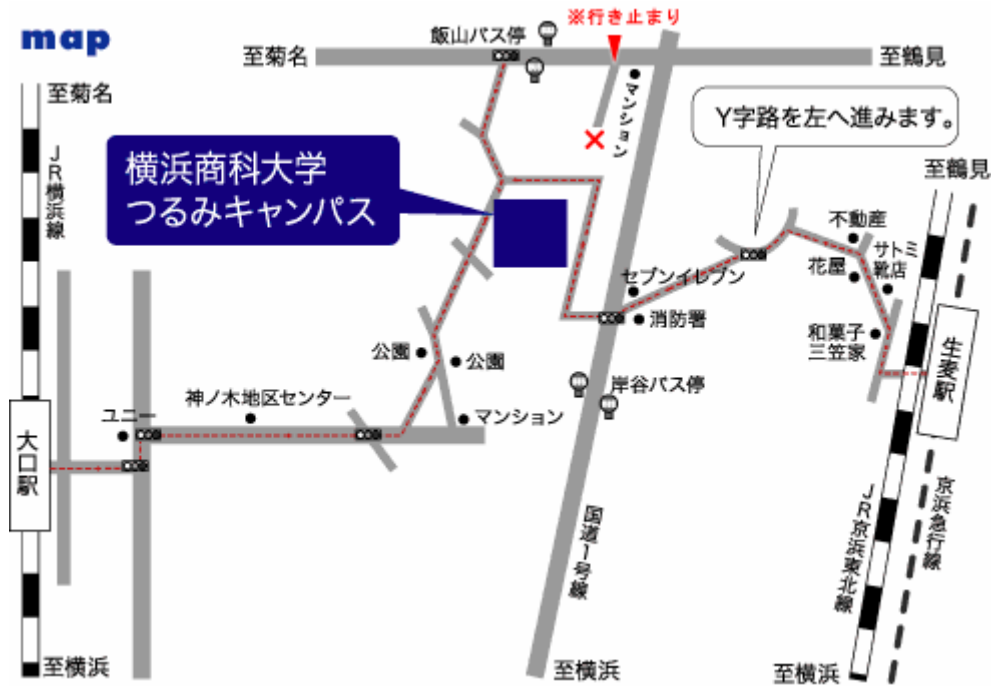 map
※行き止まり
飯山バス停
至菊名
至鶴見
至菊名
マンション
Y字路を左へ進みます。
JR横浜線
横浜商科大学
つるみキャンパス
至鶴見
不動産
サトミ
靴店
花屋
セブンイレブン
消防署
和菓子
三笠家
生麦駅
公園
公園
岸谷バス停
神ノ木地区センター
マンション
ユニー
大口駅
国道1号線
JR京浜東北線
京浜急行線
至横浜
至横浜
至横浜